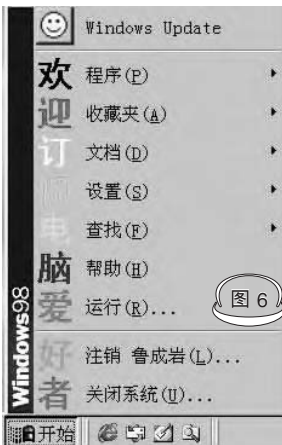 Windows Update
程序(P)
收藏夹(A)
文档(D)
设置(S)
查找(F)
帮助(H)
运行(R)...
注销 鲁成岩(L)...
关闭系统(U)...
欢迎订阅电脑爱好者
Windows98
图 6
开始